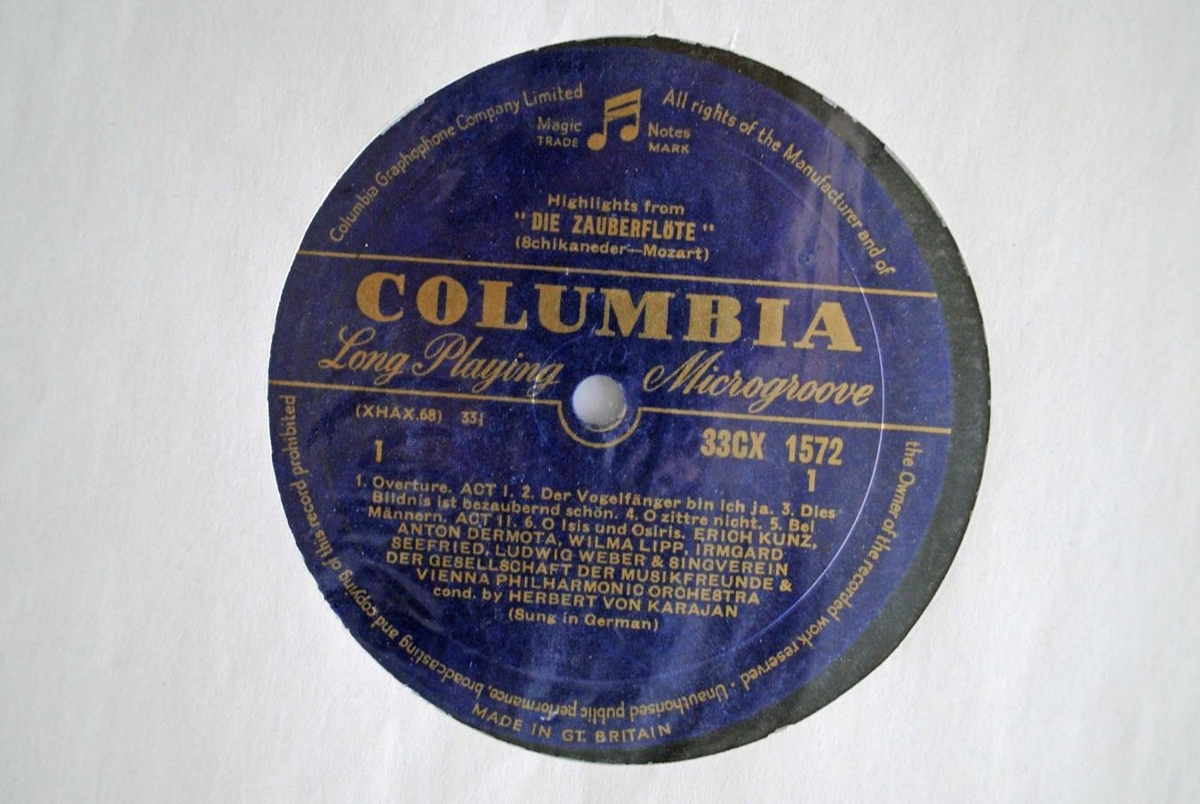 Columbia Graphophone Company Limited
All rights of the Manufacturer and of
the Owner of the recorded work reserved · Unauthorised public performance, broadcasting and copying of this record prohibited
Magic Notes
TRADE MARK
Highlights from
"DIE ZAUBERFLÖTE"
(Schikaneder—Mozart)
COLUMBIA
Long Playing Microgroove
(XHAX.68) 33⅓
33CX 1572
1
1
1. Overture. ACT I. 2. Der Vogelfänger bin ich ja. 3. Dies
Bildnis ist bezaubernd schön. 4. O zittre nicht. 5. Bei
Männern. ACT II. 6. O Isis und Osiris. ERICH KUNZ,
ANTON DERMOTA, WILMA LIPP, IRMGARD
SEEFRIED, LUDWIG WEBER & SINGVEREIN
DER GESELLSCHAFT DER MUSIKFREUNDE &
VIENNA PHILHARMONIC ORCHESTRA
cond. by HERBERT VON KARAJAN
(Sung in German)
MADE IN GT. BRITAIN